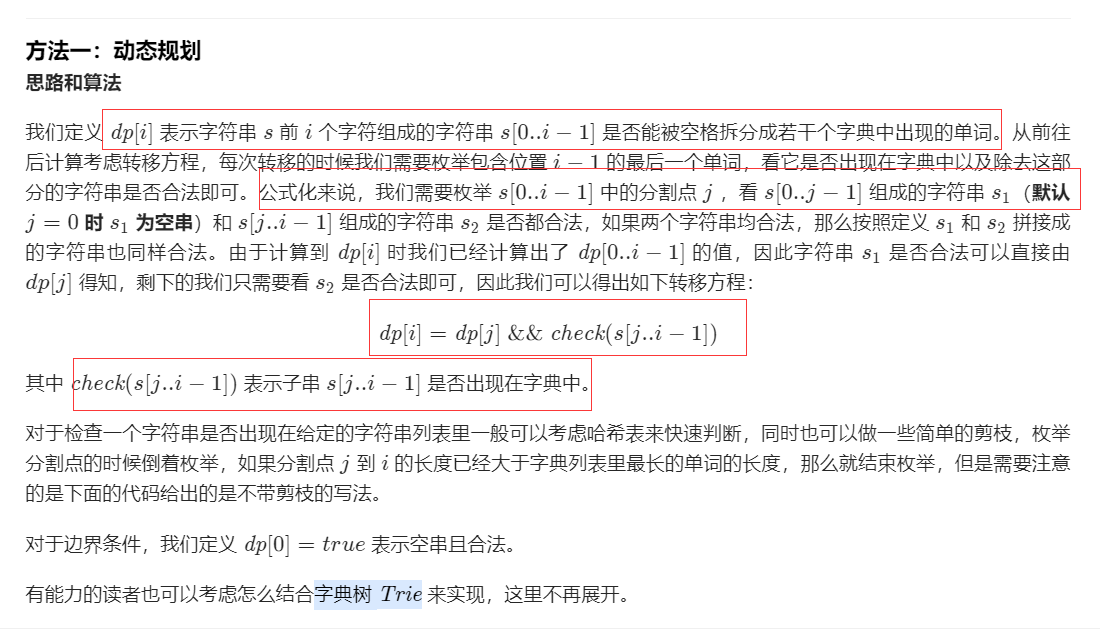 方法一：动态规划
思路和算法
我们定义 dp[i] 表示字符串 s 前 i 个字符组成的字符串 s[0..i − 1] 是否能被空格拆分成若干个字典中出现的单词。从前往
后计算考虑转移方程，每次转移的时候我们需要枚举包含位置 i − 1 的最后一个单词，看它是否出现在字典中以及除去这部
分的字符串是否合法即可。公式化来说，我们需要枚举 s[0..i − 1] 中的分割点 j ，看 s[0..j − 1] 组成的字符串 s₁（默认
j = 0 时 s₁ 为空串）和 s[j..i − 1] 组成的字符串 s₂ 是否都合法，如果两个字符串均合法，那么按照定义 s₁ 和 s₂ 拼接成
的字符串也同样合法。由于计算到 dp[i] 时我们已经计算出了 dp[0..i − 1] 的值，因此字符串 s₁ 是否合法可以直接由
dp[j] 得知，剩下的我们只需要看 s₂ 是否合法即可，因此我们可以得出如下转移方程：
dp[i] = dp[j] && check(s[j..i − 1])
其中 check(s[j..i − 1]) 表示子串 s[j..i − 1] 是否出现在字典中。
对于检查一个字符串是否出现在给定的字符串列表里一般可以考虑哈希表来快速判断，同时也可以做一些简单的剪枝，枚举
分割点的时候倒着枚举，如果分割点 j 到 i 的长度已经大于字典列表里最长的单词的长度，那么就结束枚举，但是需要注意
的是下面的代码给出的是不带剪枝的写法。
对于边界条件，我们定义 dp[0] = true 表示空串且合法。
有能力的读者也可以考虑怎么结合字典树 Trie 来实现，这里不再展开。